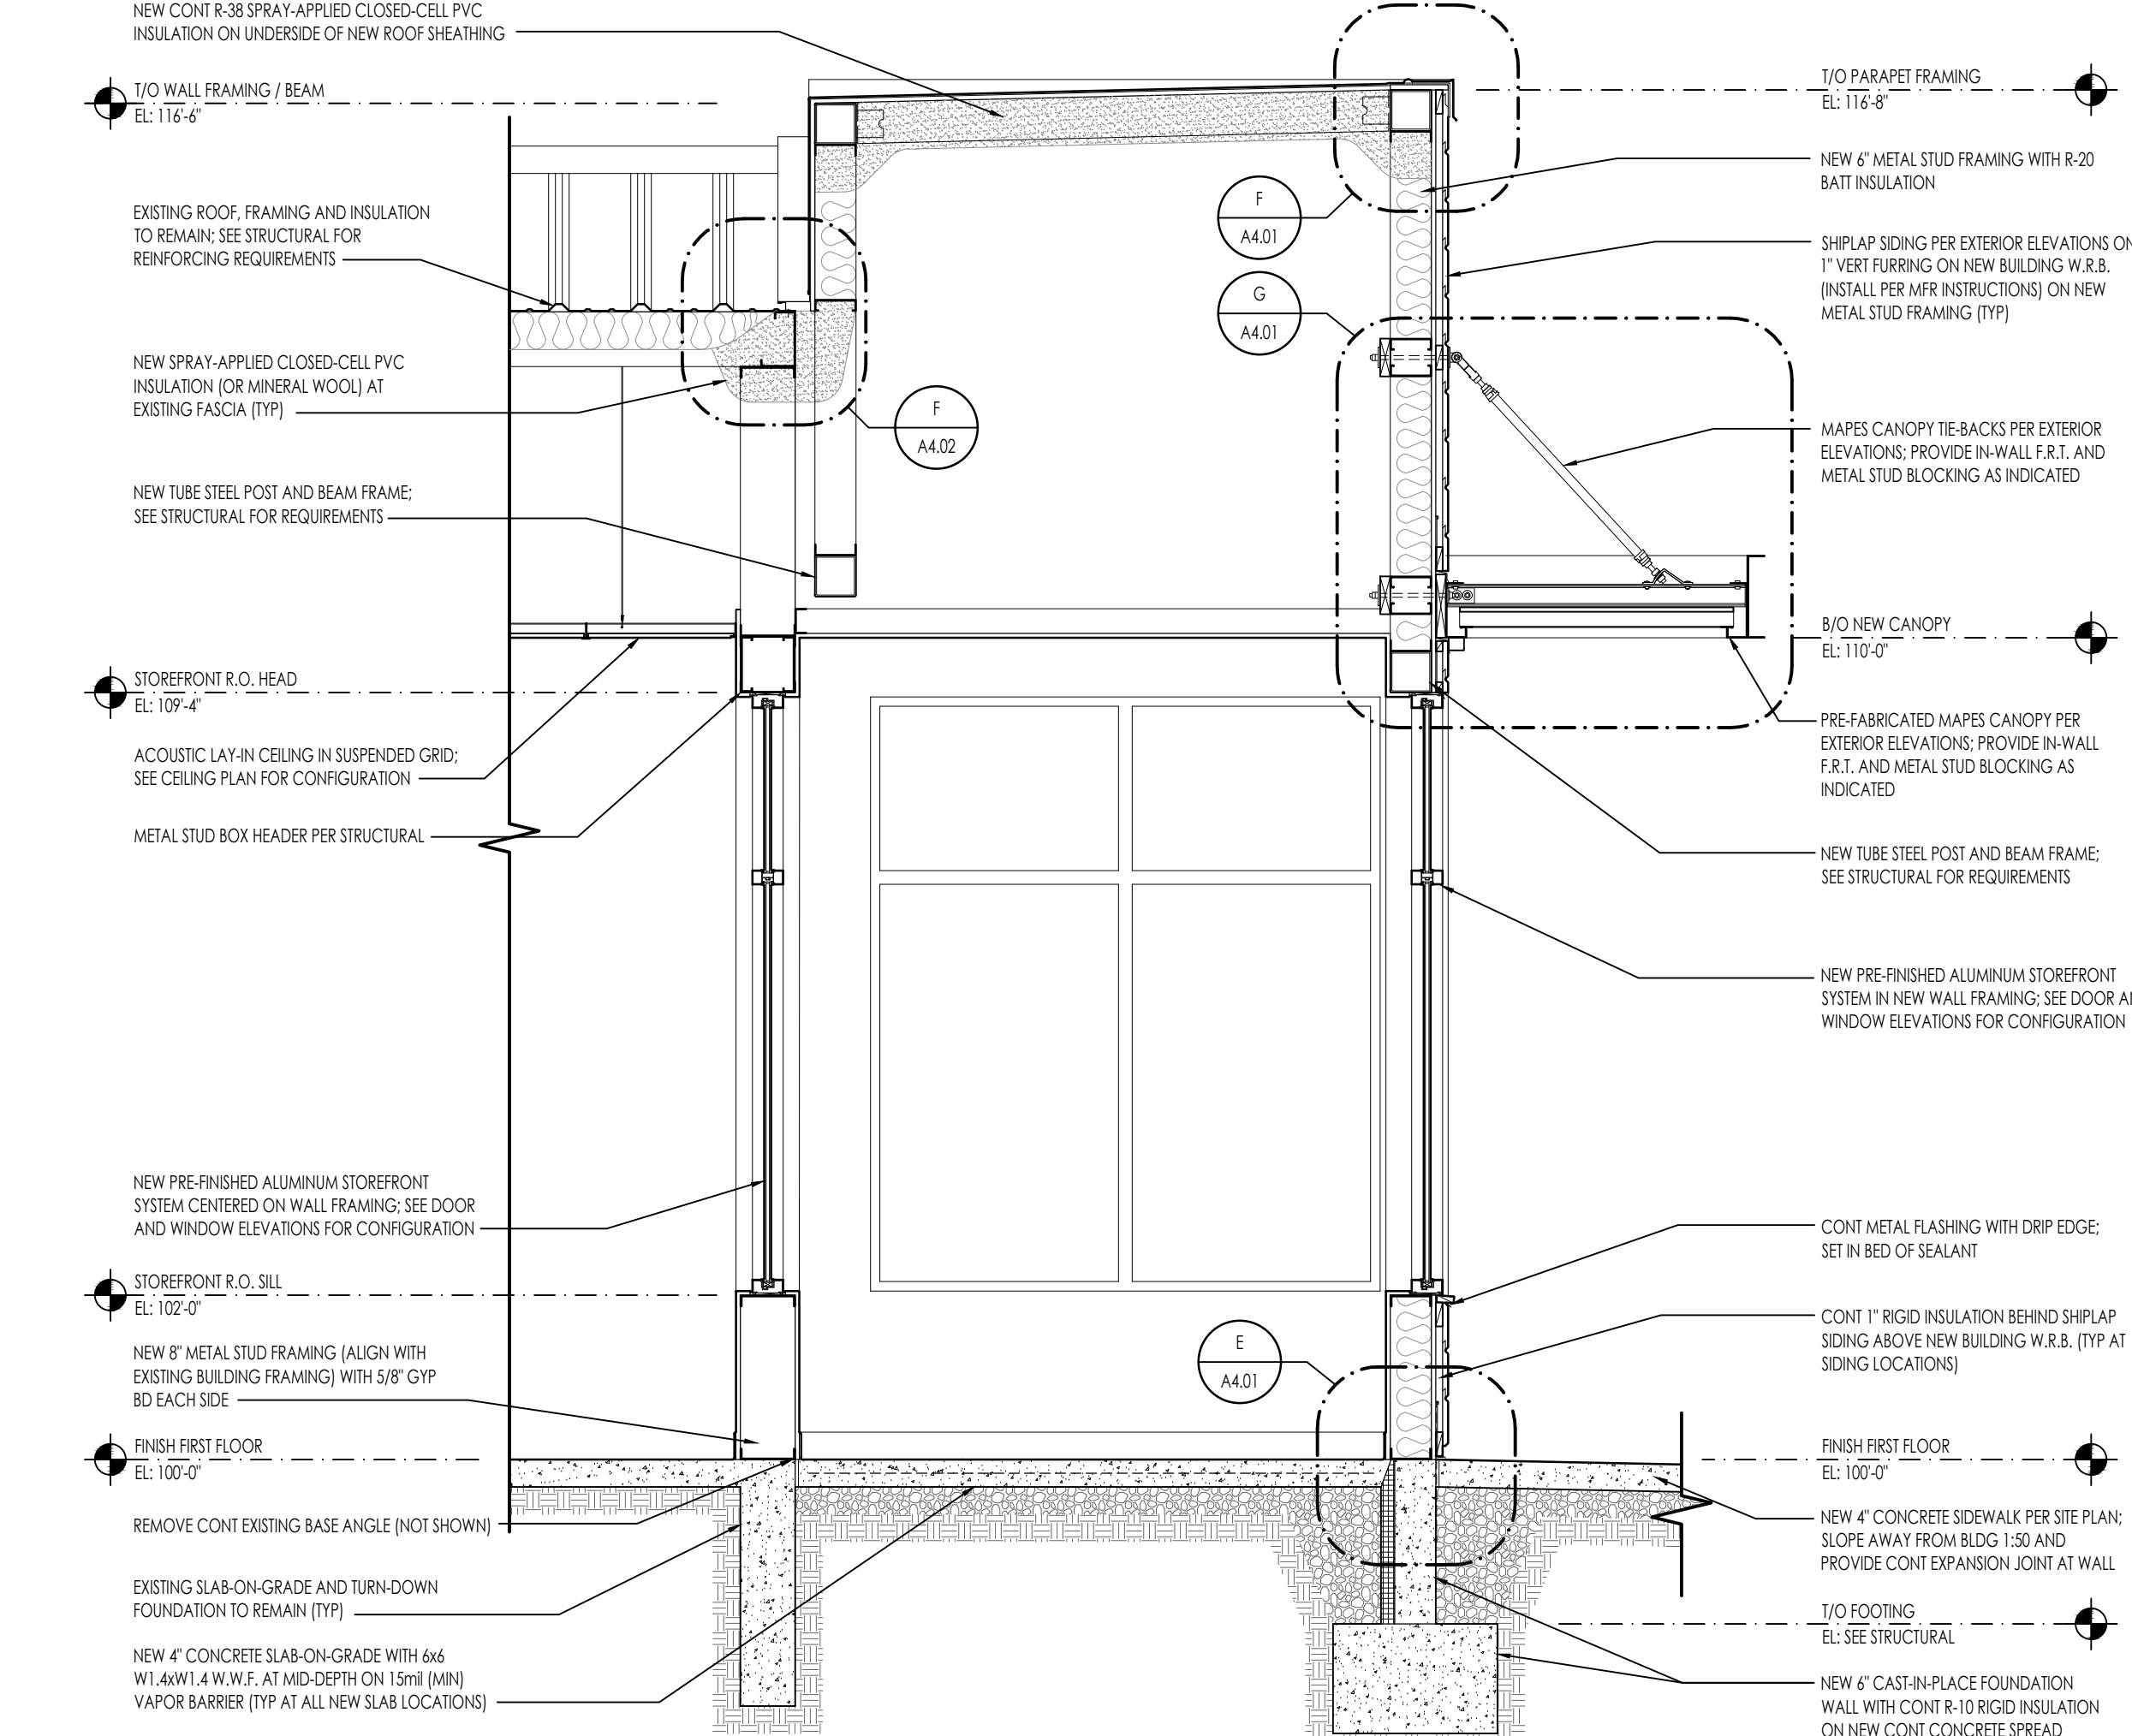 NEW CONT R-38 SPRAY-APPLIED CLOSED-CELL PVC
INSULATION ON UNDERSIDE OF NEW ROOF SHEATHING
T/O WALL FRAMING / BEAM
EL: 116'-6"
EXISTING ROOF, FRAMING AND INSULATION
TO REMAIN; SEE STRUCTURAL FOR
REINFORCING REQUIREMENTS
NEW SPRAY-APPLIED CLOSED-CELL PVC
INSULATION (OR MINERAL WOOL) AT
EXISTING FASCIA (TYP)
NEW TUBE STEEL POST AND BEAM FRAME;
SEE STRUCTURAL FOR REQUIREMENTS
STOREFRONT R.O. HEAD
EL: 109'-4"
ACOUSTIC LAY-IN CEILING IN SUSPENDED GRID;
SEE CEILING PLAN FOR CONFIGURATION
METAL STUD BOX HEADER PER STRUCTURAL
NEW PRE-FINISHED ALUMINUM STOREFRONT
SYSTEM CENTERED ON WALL FRAMING; SEE DOOR
AND WINDOW ELEVATIONS FOR CONFIGURATION
STOREFRONT R.O. SILL
EL: 102'-0"
NEW 8" METAL STUD FRAMING (ALIGN WITH
EXISTING BUILDING FRAMING) WITH 5/8" GYP
BD EACH SIDE
FINISH FIRST FLOOR
EL: 100'-0"
REMOVE CONT EXISTING BASE ANGLE (NOT SHOWN)
EXISTING SLAB-ON-GRADE AND TURN-DOWN
FOUNDATION TO REMAIN (TYP)
NEW 4" CONCRETE SLAB-ON-GRADE WITH 6x6
W1.4xW1.4 W.W.F. AT MID-DEPTH ON 15mil (MIN)
VAPOR BARRIER (TYP AT ALL NEW SLAB LOCATIONS)
F
A4.01
G
A4.01
F
A4.02
E
A4.01
T/O PARAPET FRAMING
EL: 116'-8"
NEW 6" METAL STUD FRAMING WITH R-20
BATT INSULATION
SHIPLAP SIDING PER EXTERIOR ELEVATIONS ON
1" VERT FURRING ON NEW BUILDING W.R.B.
(INSTALL PER MFR INSTRUCTIONS) ON NEW
METAL STUD FRAMING (TYP)
MAPES CANOPY TIE-BACKS PER EXTERIOR
ELEVATIONS; PROVIDE IN-WALL F.R.T. AND
METAL STUD BLOCKING AS INDICATED
B/O NEW CANOPY
EL: 110'-0"
PRE-FABRICATED MAPES CANOPY PER
EXTERIOR ELEVATIONS; PROVIDE IN-WALL
F.R.T. AND METAL STUD BLOCKING AS
INDICATED
NEW TUBE STEEL POST AND BEAM FRAME;
SEE STRUCTURAL FOR REQUIREMENTS
NEW PRE-FINISHED ALUMINUM STOREFRONT
SYSTEM IN NEW WALL FRAMING; SEE DOOR
WINDOW ELEVATIONS FOR CONFIGURATION
CONT METAL FLASHING WITH DRIP EDGE;
SET IN BED OF SEALANT
CONT 1" RIGID INSULATION BEHIND SHIPLAP
SIDING ABOVE NEW BUILDING W.R.B. (TYP AT
SIDING LOCATIONS)
FINISH FIRST FLOOR
EL: 100'-0"
NEW 4" CONCRETE SIDEWALK PER SITE PLAN;
SLOPE AWAY FROM BLDG 1:50 AND
PROVIDE CONT EXPANSION JOINT AT WALL
T/O FOOTING
EL: SEE STRUCTURAL
NEW 6" CAST-IN-PLACE FOUNDATION
WALL WITH CONT R-10 RIGID INSULATION
ON NEW CONT CONCRETE SPREAD